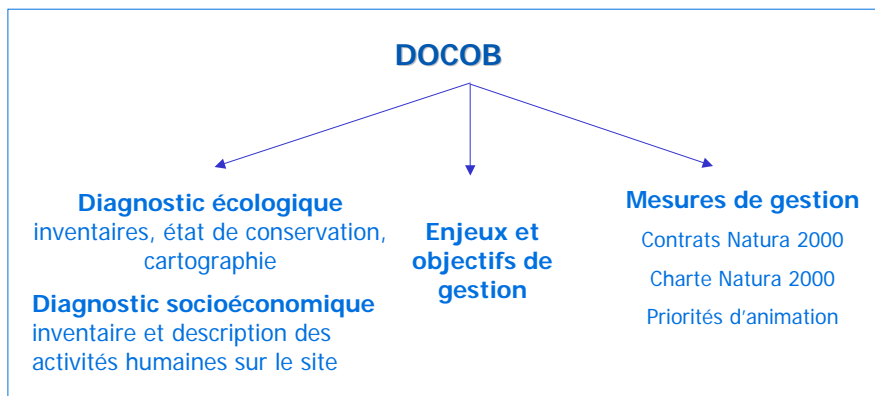 DOCOB
Diagnostic écologique
inventaires, état de conservation,
cartographie
Diagnostic socioéconomique
inventaire et description des
activités humaines sur le site
Enjeux et
objectifs de
gestion
Mesures de gestion
Contrats Natura 2000
Charte Natura 2000
Priorités d'animation